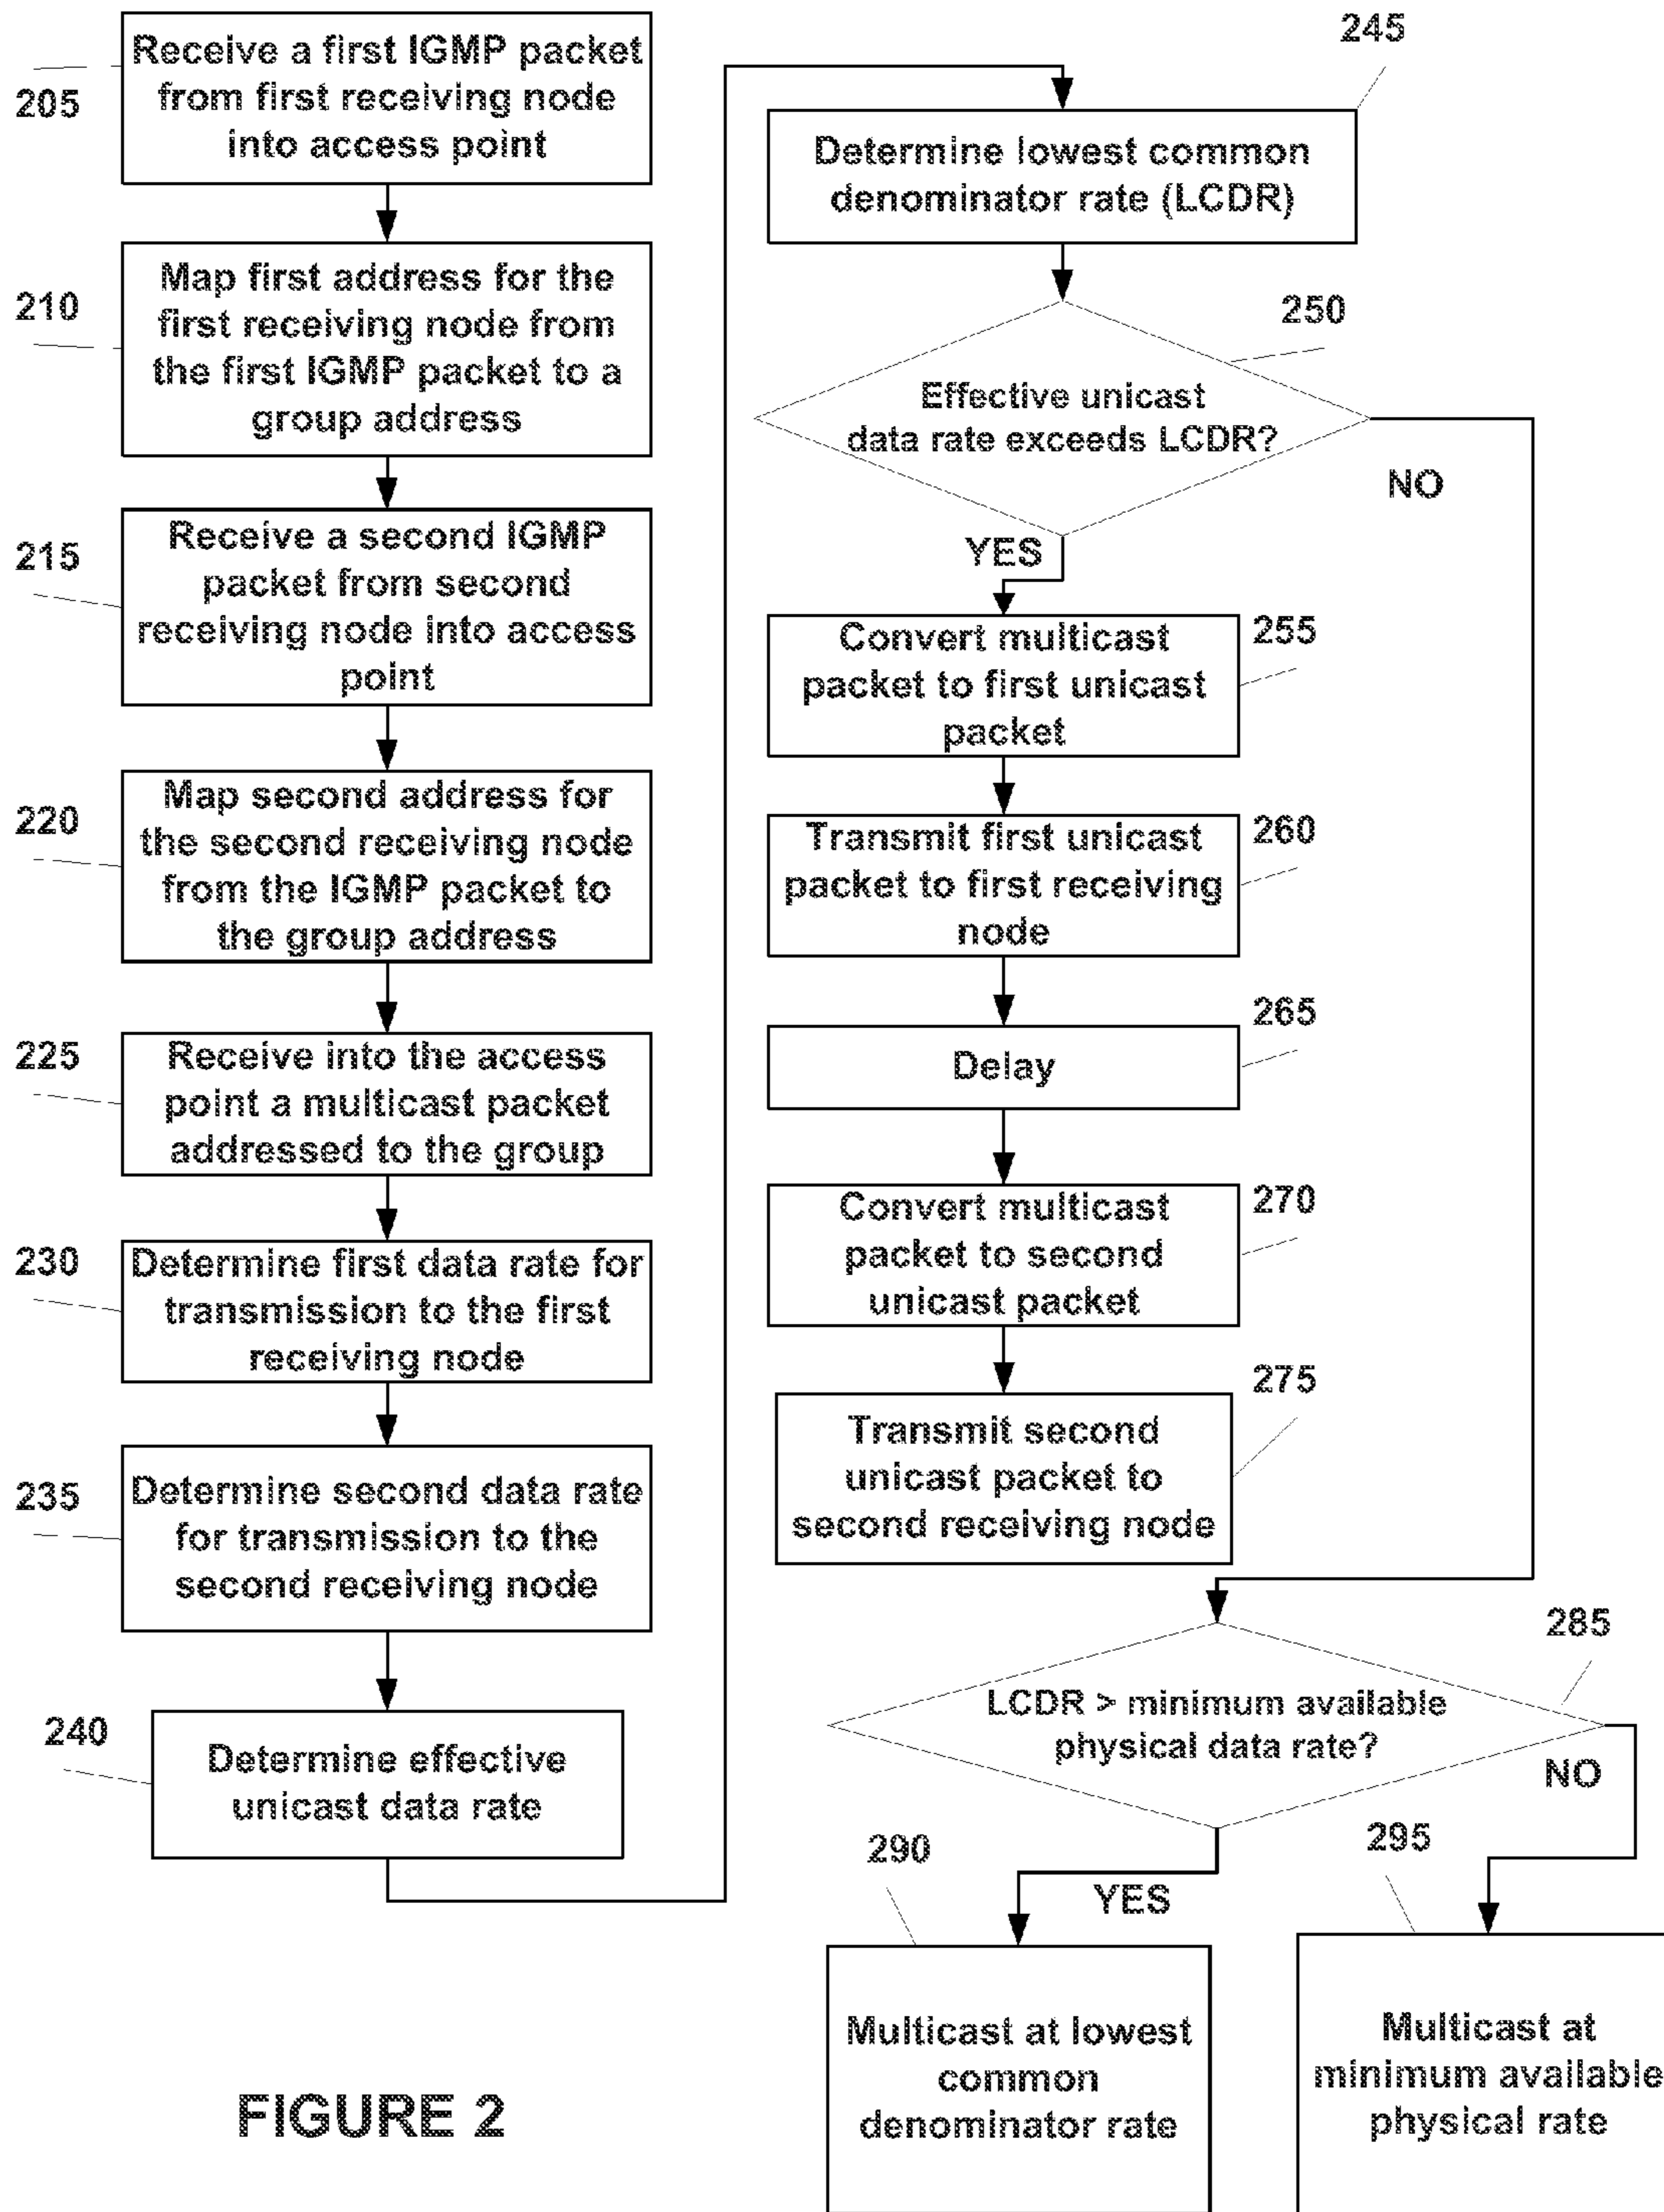 205
Receive a first IGMP packet
from first receiving node
into access point
210
Map first address for the
first receiving node from
the first IGMP packet to a
group address
215
Receive a second IGMP
packet from second
receiving node into access
point
220
Map second address for
the second receiving node
from the IGMP packet to
the group address
225
Receive into the access
point a multicast packet
addressed to the group
230
Determine first data rate for
transmission to the first
receiving node
235
Determine second data rate
for transmission to the
second receiving node
240
Determine effective
unicast data rate
245
Determine lowest common
denominator rate (LCDR)
250
Effective unicast
data rate exceeds LCDR?
NO
YES
255
Convert multicast
packet to first unicast
packet
260
Transmit first unicast
packet to first receiving
node
265
Delay
270
Convert multicast
packet to second
unicast packet
275
Transmit second
unicast packet to
second receiving node
285
LCDR > minimum available
physical data rate?
NO
YES
290
Multicast at lowest
common
denominator rate
295
Multicast at
minimum available
physical rate
FIGURE 2